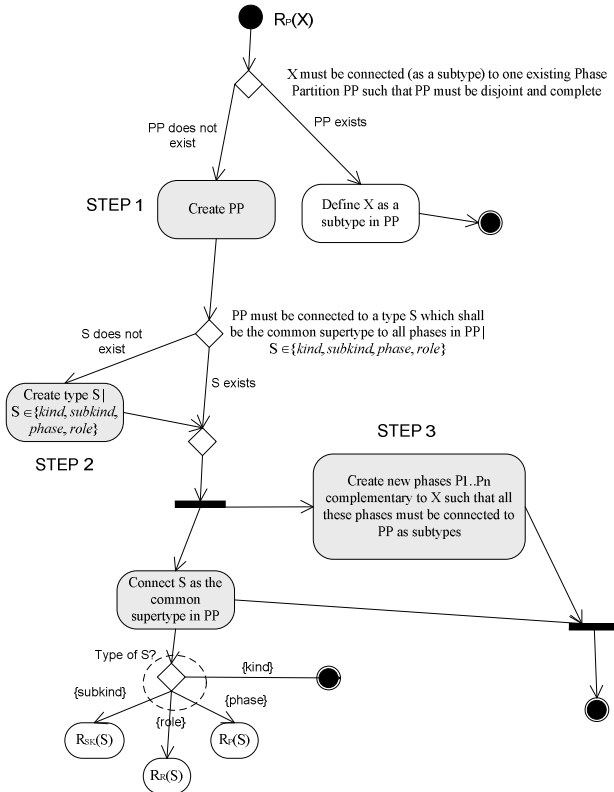 Rₚ(X)
X must be connected (as a subtype) to one existing Phase
Partition PP such that PP must be disjoint and complete
PP does not
exist
PP exists
STEP 1
Create PP
Define X as a
subtype in PP
PP must be connected to a type S which shall
be the common supertype to all phases in PP|
S ∈{kind, subkind, phase, role}
S does not
exist
S exists
Create type S|
S ∈{kind, subkind,
phase, role}
STEP 2
STEP 3
Create new phases P1..Pn
complementary to X such that all
these phases must be connected to
PP as subtypes
Connect S as the
common
supertype in PP
Type of S?
{kind}
{subkind}
{phase}
{role}
RSK(S)
RP(S)
RR(S)